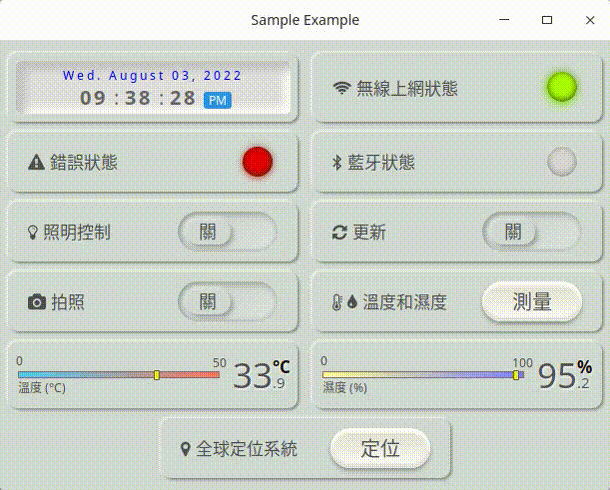 Sample Example
Wed. August 03, 2022
09 : 38 : 28 PM
無線上網狀態
錯誤狀態
藍牙狀態
照明控制 關
更新 關
拍照 關
溫度和濕度 測量
0 50
33.9 °C
溫度 (°C)
0 100
95.2 %
濕度 (%)
全球定位系統 定位